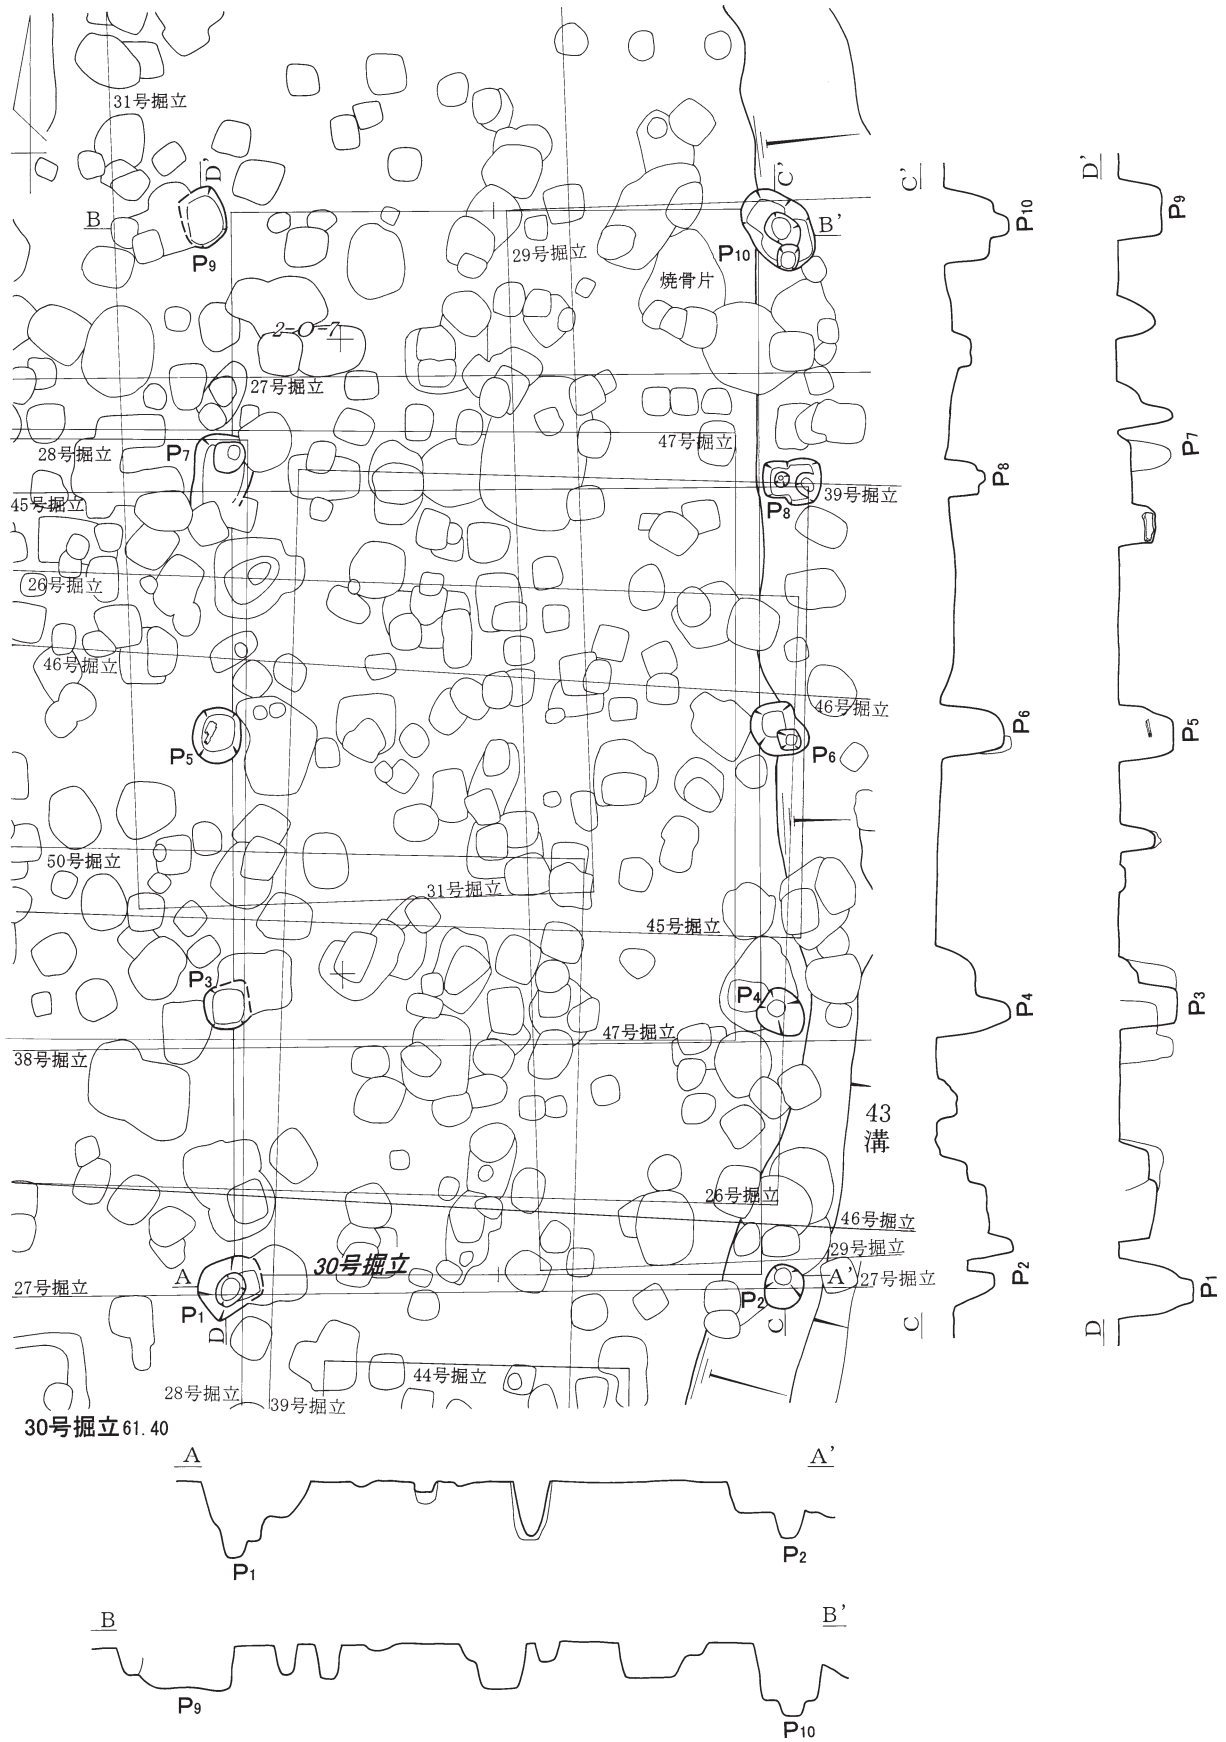 31号掘立
D'
C'
C'
D'
B
B'
P10
P9
P9
29号掘立
P10
焼骨片
2-O-7
27号掘立
28号掘立
P7
47号掘立
P7
45号掘立
P8
39号掘立
P8
26号掘立
46号掘立
46号掘立
P5
P6
P6
P5
50号掘立
31号掘立
45号掘立
P3
P4
P4
P3
38号掘立
47号掘立
43
溝
26号掘立
46号掘立
29号掘立
30号掘立
27号掘立
A
A'
27号掘立
P1
P2
P2
P1
D
C
C
D
28号掘立
39号掘立
44号掘立
30号掘立 61.40
A
A'
P1
P2
B
B'
P9
P10